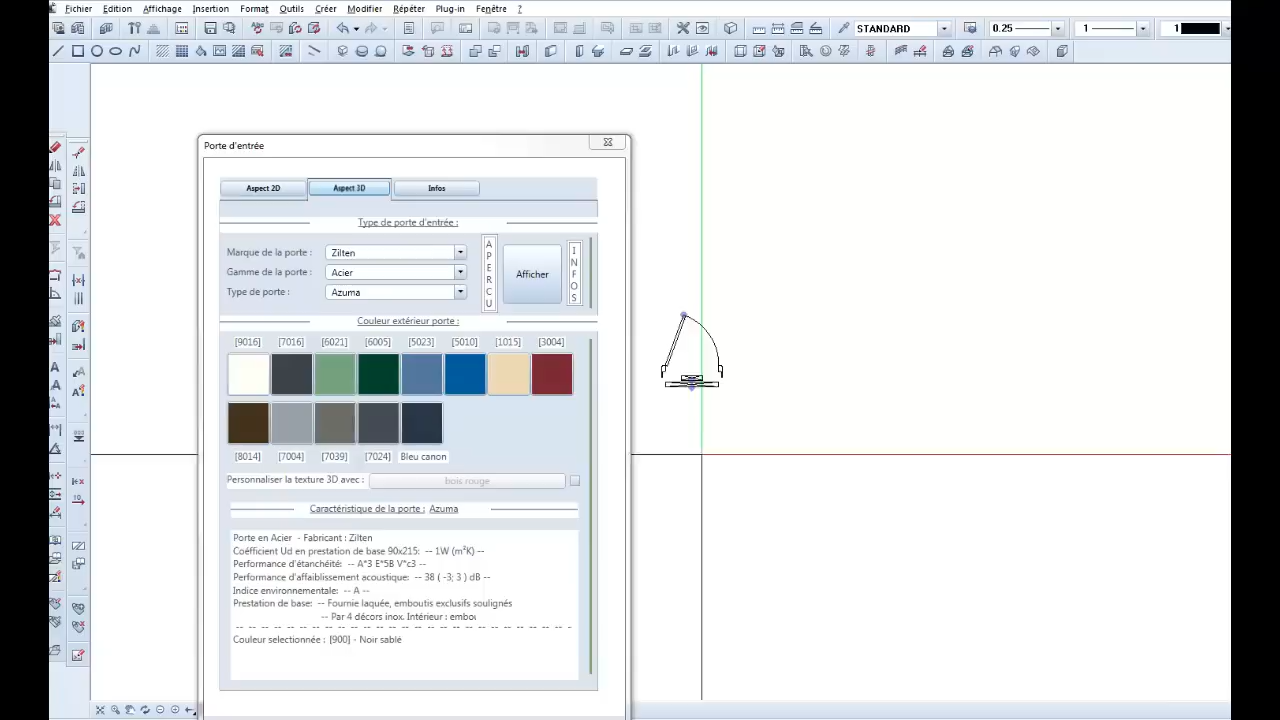 Fichier Edition Affichage Insertion Format Outils Créer Modifier Répéter Plug-in Fenêtre ?
STANDARD 0.25 1 1
Porte d'entrée
Aspect 2D Aspect 3D Infos
Type de porte d'entrée :
Marque de la porte : Zilten
Gamme de la porte : Acier
Type de porte : Azuma
APERCU
Afficher
INFOS
Couleur extérieur porte :
[9016] [7016] [6021] [6005] [5023] [5010] [1015] [3004]
[8014] [7004] [7039] [7024] Bleu canon
Personnaliser la texture 3D avec : bois rouge
Caractéristique de la porte : Azuma
Porte en Acier - Fabricant : Zilten
Coéfficient Ud en prestation de base 90x215: -- 1W (m²K) --
Performance d'étanchéité: -- A*3 E*5B V*c3 --
Performance d'affaiblissement acoustique: -- 38 ( -3; 3 ) dB --
Indice environnementale: -- A --
Prestation de base: -- Fournie laquée, emboutis exclusifs soulignés
-- Par 4 décors inox. Intérieur : embou
Couleur selectionnée : [900] - Noir sablé